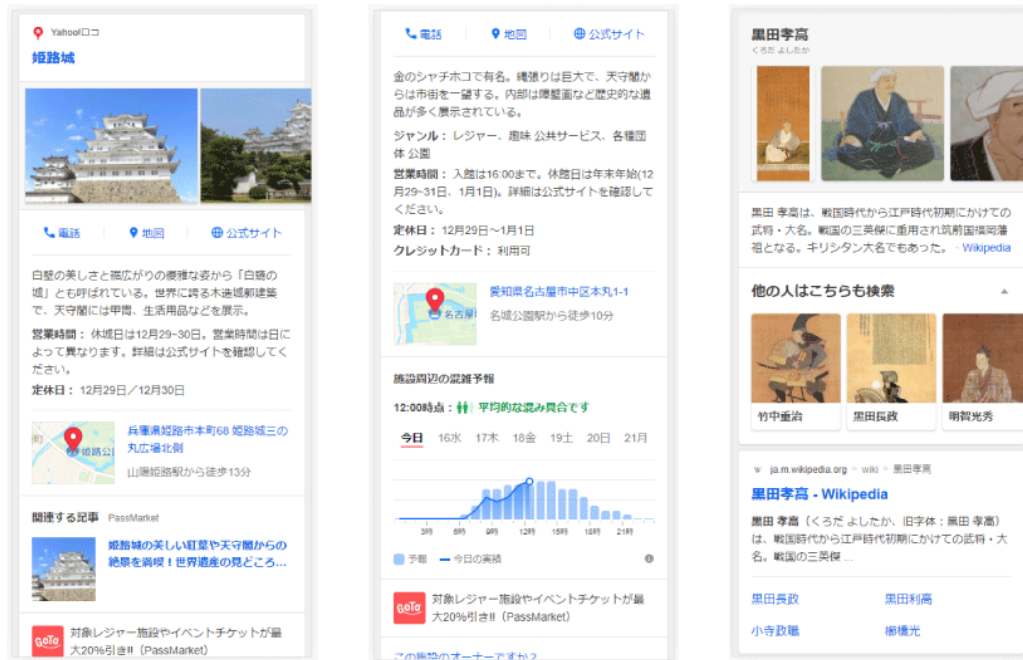 Yahoo!ロコ
姫路城
電話
地図
公式サイト
白壁の美しさと裾広がりの優雅な姿から「白鷺の
城」とも呼ばれている。世界に誇る木造城郭建築
で、天守閣には甲冑、生活用品などを展示。
営業時間： 休城日は12月29~30日。営業時間は日に
よって異なります。詳細は公式サイトを確認してく
ださい。
定休日： 12月29日／12月30日
兵庫県姫路市本町68 姫路城三の
丸広場北側
山陽姫路駅から徒歩13分
姫路公
関連する記事 PassMarket
姫路城の美しい紅葉や天守閣からの
絶景を満喫！世界遺産の見どころ...
GoTo
対象レジャー施設やイベントチケットが最
大20%引き!!（PassMarket）
電話
地図
公式サイト
金のシャチホコで有名。縄張りは巨大で、天守閣か
らは市街を一望する。内部は障壁画など歴史的な遺
品が多く展示されている。
ジャンル： レジャー、趣味 公共サービス、各種団
体 公園
営業時間： 入館は16:00まで。休館日は年末年始(12
月29~31日、1月1日)。詳細は公式サイトを確認して
ください。
定休日： 12月29日〜1月1日
クレジットカード： 利用可
名古屋
愛知県名古屋市中区本丸1-1
名城公園駅から徒歩10分
施設周辺の混雑予報
12:00時点： 平均的な混み具合です
今日 16水 17木 18金 19土 20日 21月
3時 6時 9時 12時 15時 18時 21時
予報 今日の実績
GoTo
対象レジャー施設やイベントチケットが最
大20%引き!!（PassMarket）
この施設のオーナーですか？
黒田孝高
くろだ よしたか
黒田 孝高は、戦国時代から江戸時代初期にかけての
武将・大名。戦国の三英傑に重用され筑前国福岡藩
祖となる。キリシタン大名でもあった。 - Wikipedia
他の人はこちらも検索
竹中重治
黒田長政
明智光秀
w ja.m.wikipedia.org > wiki > 黒田孝高
黒田孝高 - Wikipedia
黒田 孝高（くろだ よしたか、旧字体：黒田 孝高）
は、戦国時代から江戸時代初期にかけての武将・大
名。戦国の三英傑 ...
黒田長政
黒田利高
小寺政職
櫛橋光